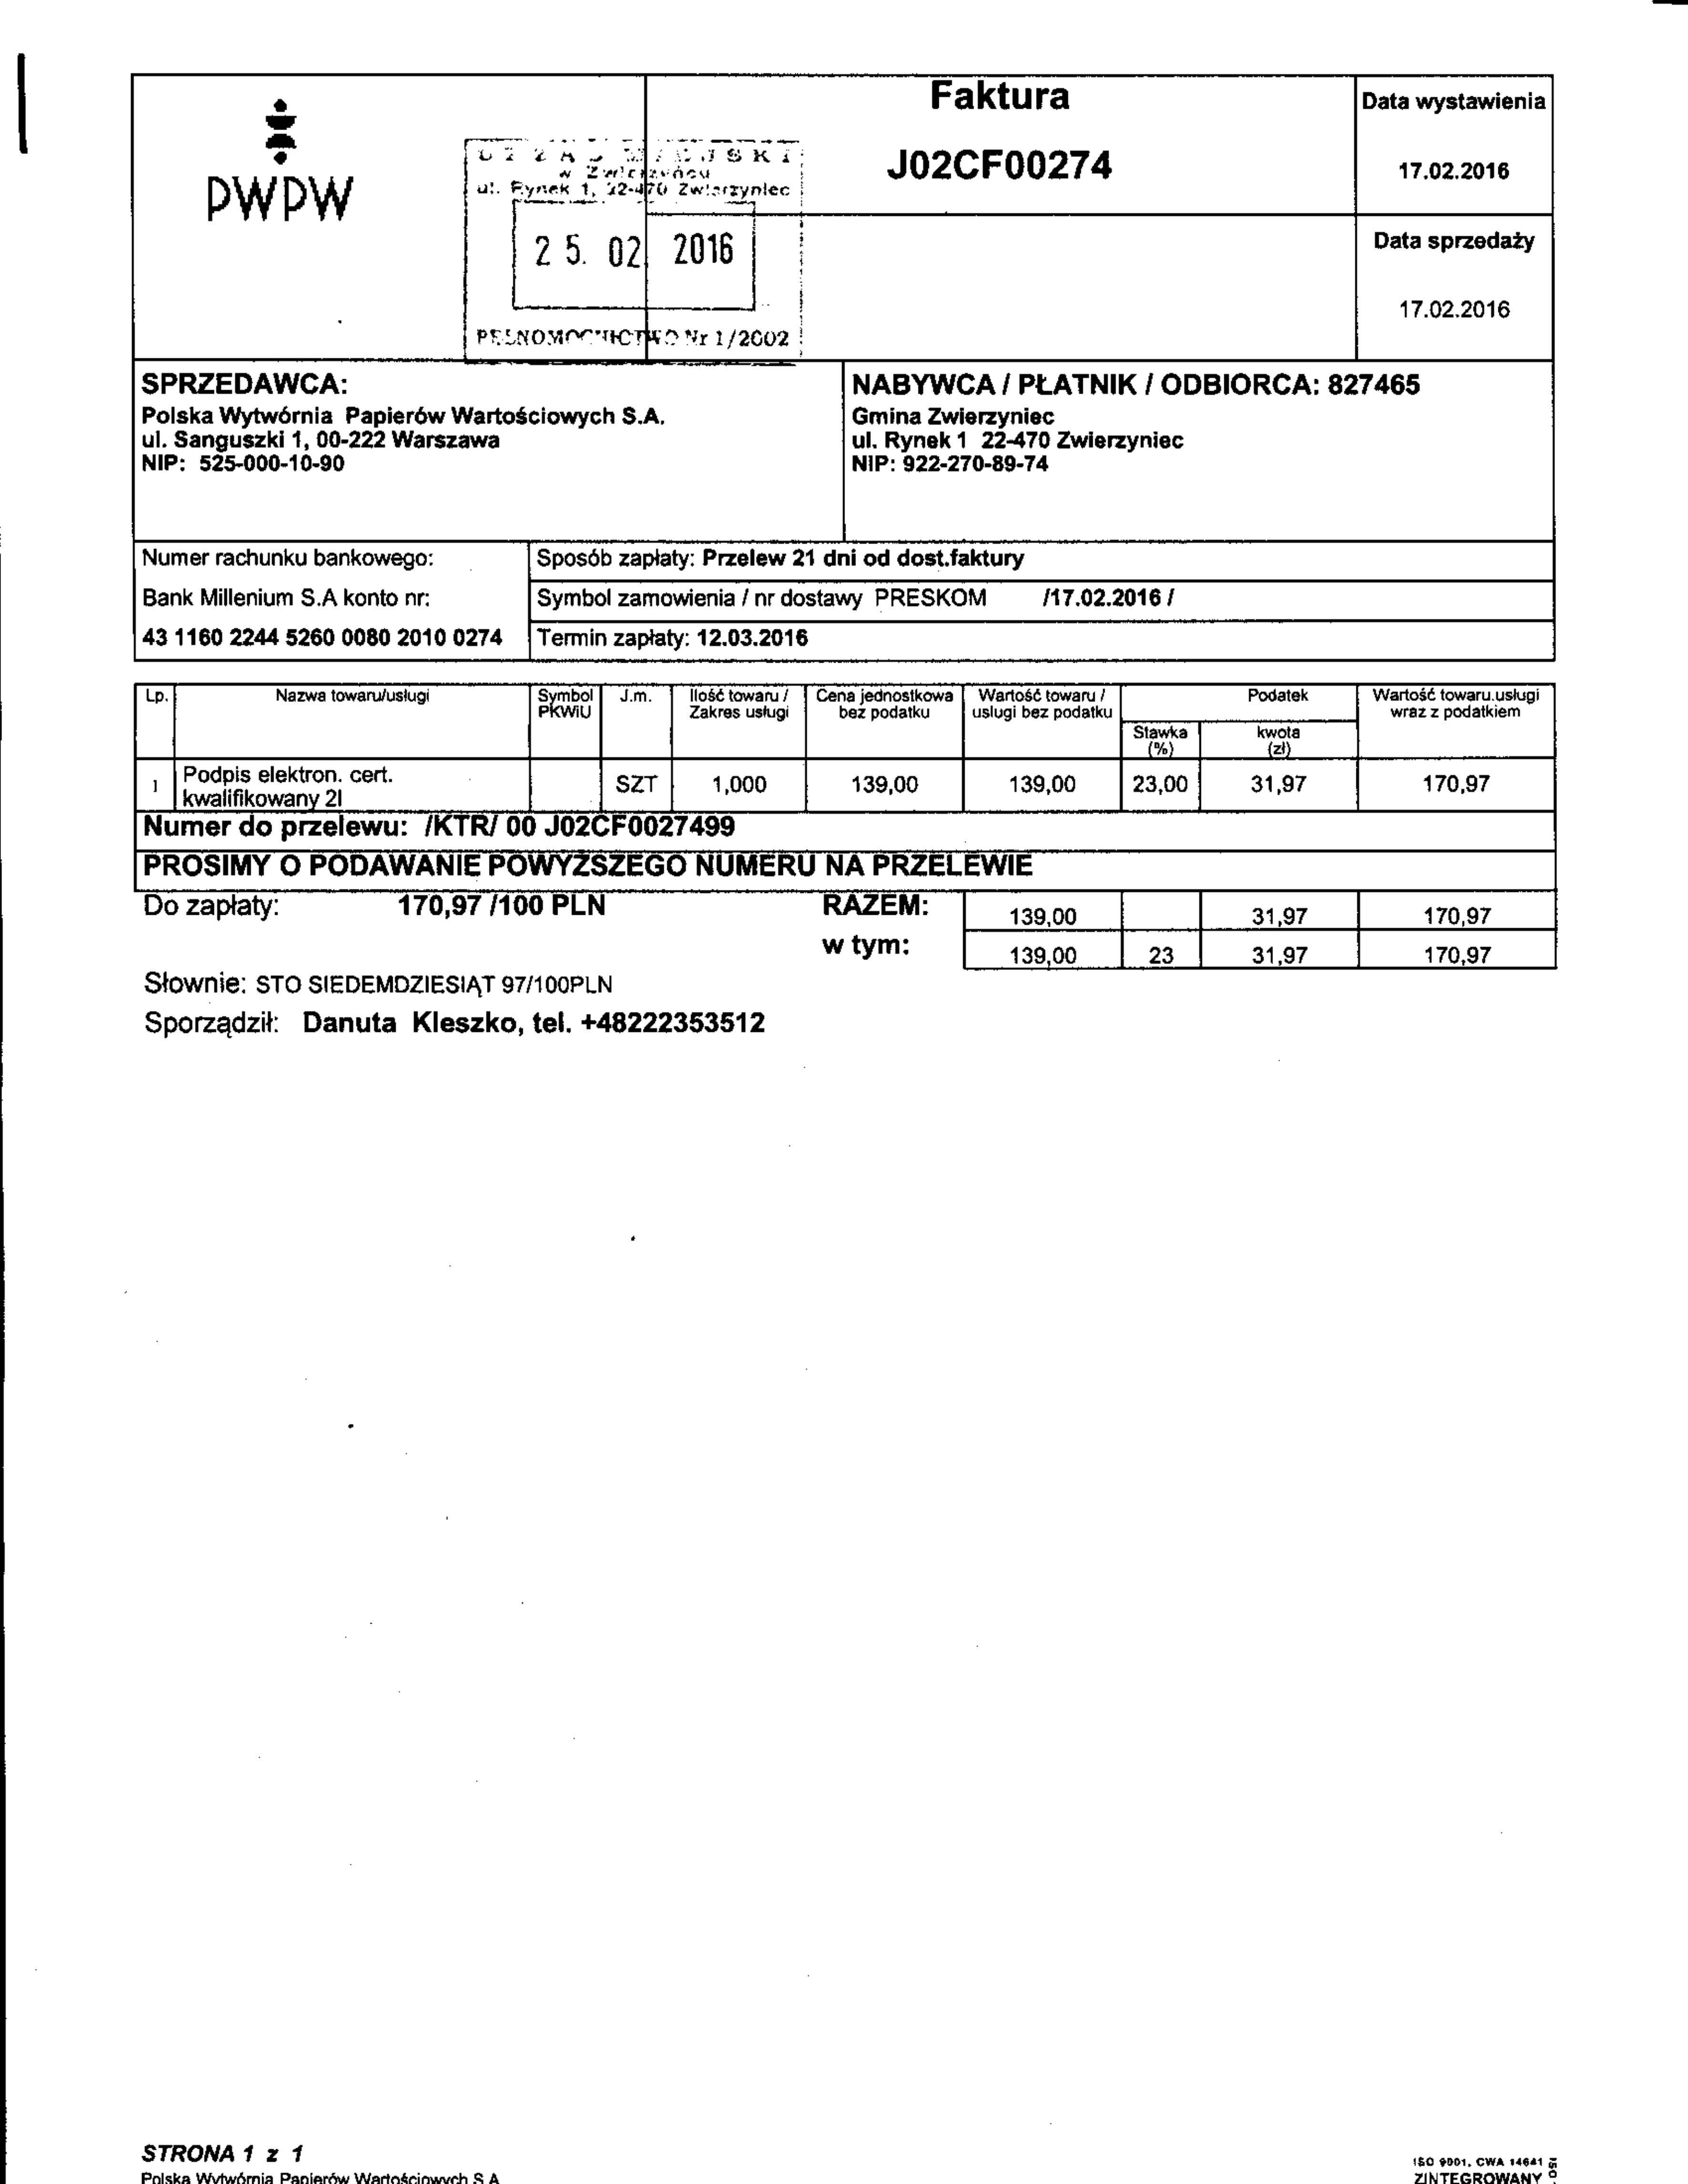 PWPW
Faktura
J02CF00274
Data wystawienia
17.02.2016
Data sprzedaży
17.02.2016
w
ul. Rynek 1, 22-470 Zwierzyniec
25. 02 2016
PEŁNOMOCNICTWO Nr 1/2002
SPRZEDAWCA:
Polska Wytwórnia Papierów Wartościowych S.A.
ul. Sanguszki 1, 00-222 Warszawa
NIP: 525-000-10-90
NABYWCA / PŁATNIK / ODBIORCA: 827465
Gmina Zwierzyniec
ul. Rynek 1 22-470 Zwierzyniec
NIP: 922-270-89-74
Numer rachunku bankowego:
Bank Millenium S.A konto nr:
43 1160 2244 5260 0080 2010 0274
Sposób zapłaty: Przelew 21 dni od dost.faktury
Symbol zamowienia / nr dostawy PRESKOM /17.02.2016 /
Termin zapłaty: 12.03.2016
Lp. Nazwa towaru/usługi Symbol PKWiU J.m. Ilość towaru / Zakres usługi Cena jednostkowa bez podatku Wartość towaru / uslugi bez podatku Podatek Stawka (%) kwota (zł) Wartość towaru.usługi wraz z podatkiem
1 Podpis elektron. cert. kwalifikowany 2l SZT 1,000 139,00 139,00 23,00 31,97 170,97
Numer do przelewu: /KTR/ 00 J02CF0027499
PROSIMY O PODAWANIE POWYŻSZEGO NUMERU NA PRZELEWIE
Do zapłaty: 170,97 /100 PLN RAZEM: 139,00 31,97 170,97
w tym: 139,00 23 31,97 170,97
Słownie: STO SIEDEMDZIESIĄT 97/100PLN
Sporządził: Danuta Kleszko, tel. +48222353512
STRONA 1 z 1
Polska Wytwórnia Papierów Wartościowych S.A.
ISO 9001, CWA 14641
ZINTEGROWANY